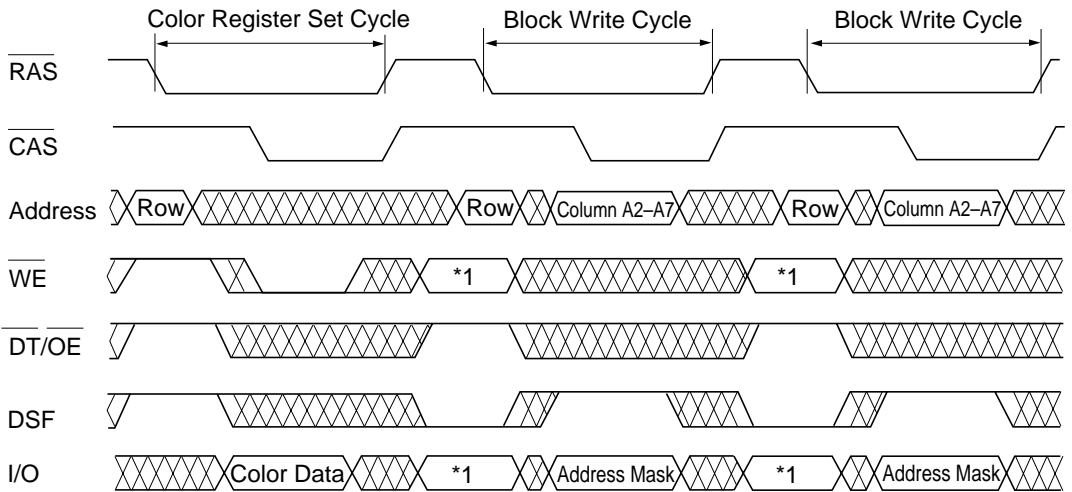 Color Register Set Cycle Block Write Cycle Block Write Cycle
RAS
CAS
Address Row Row Column A2–A7 Row Column A2–A7
WE *1 *1
DT/OE
DSF
I/O Color Data *1 Address Mask *1 Address Mask